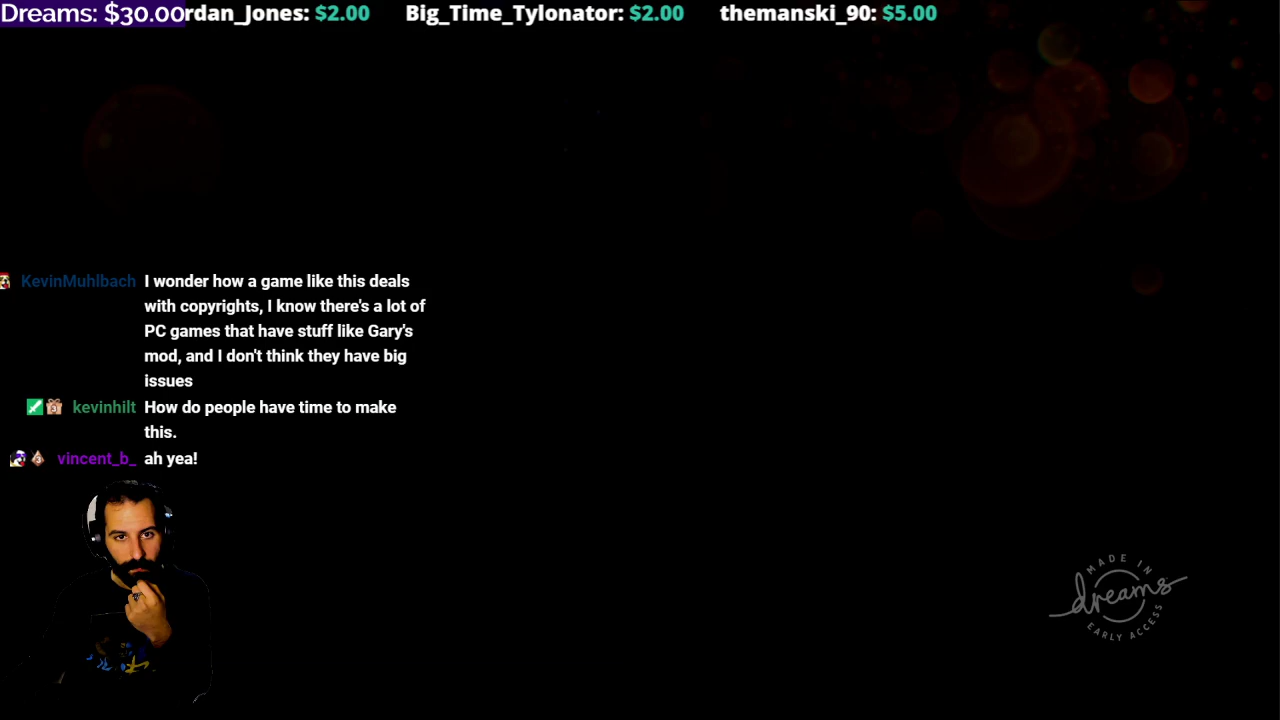 Dreams: $30.00rdan_Jones: $2.00 Big_Time_Tylonator: $2.00 themanski_90: $5.00
KevinMuhlbach I wonder how a game like this deals
with copyrights, I know there's a lot of
PC games that have stuff like Gary's
mod, and I don't think they have big
issues
kevinhilt How do people have time to make
this.
vincent_b_ ah yea!
MADE IN
dreams
EARLY ACCESS